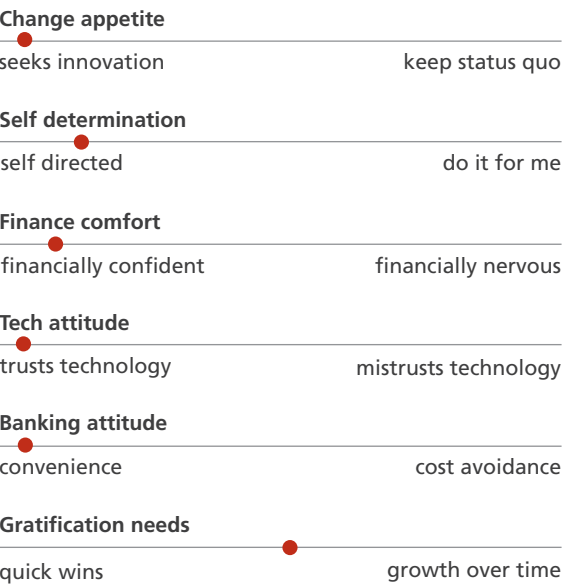 Change appetite
seeks innovation keep status quo
Self determination
self directed do it for me
Finance comfort
financially confident financially nervous
Tech attitude
trusts technology mistrusts technology
Banking attitude
convenience cost avoidance
Gratification needs
quick wins growth over time